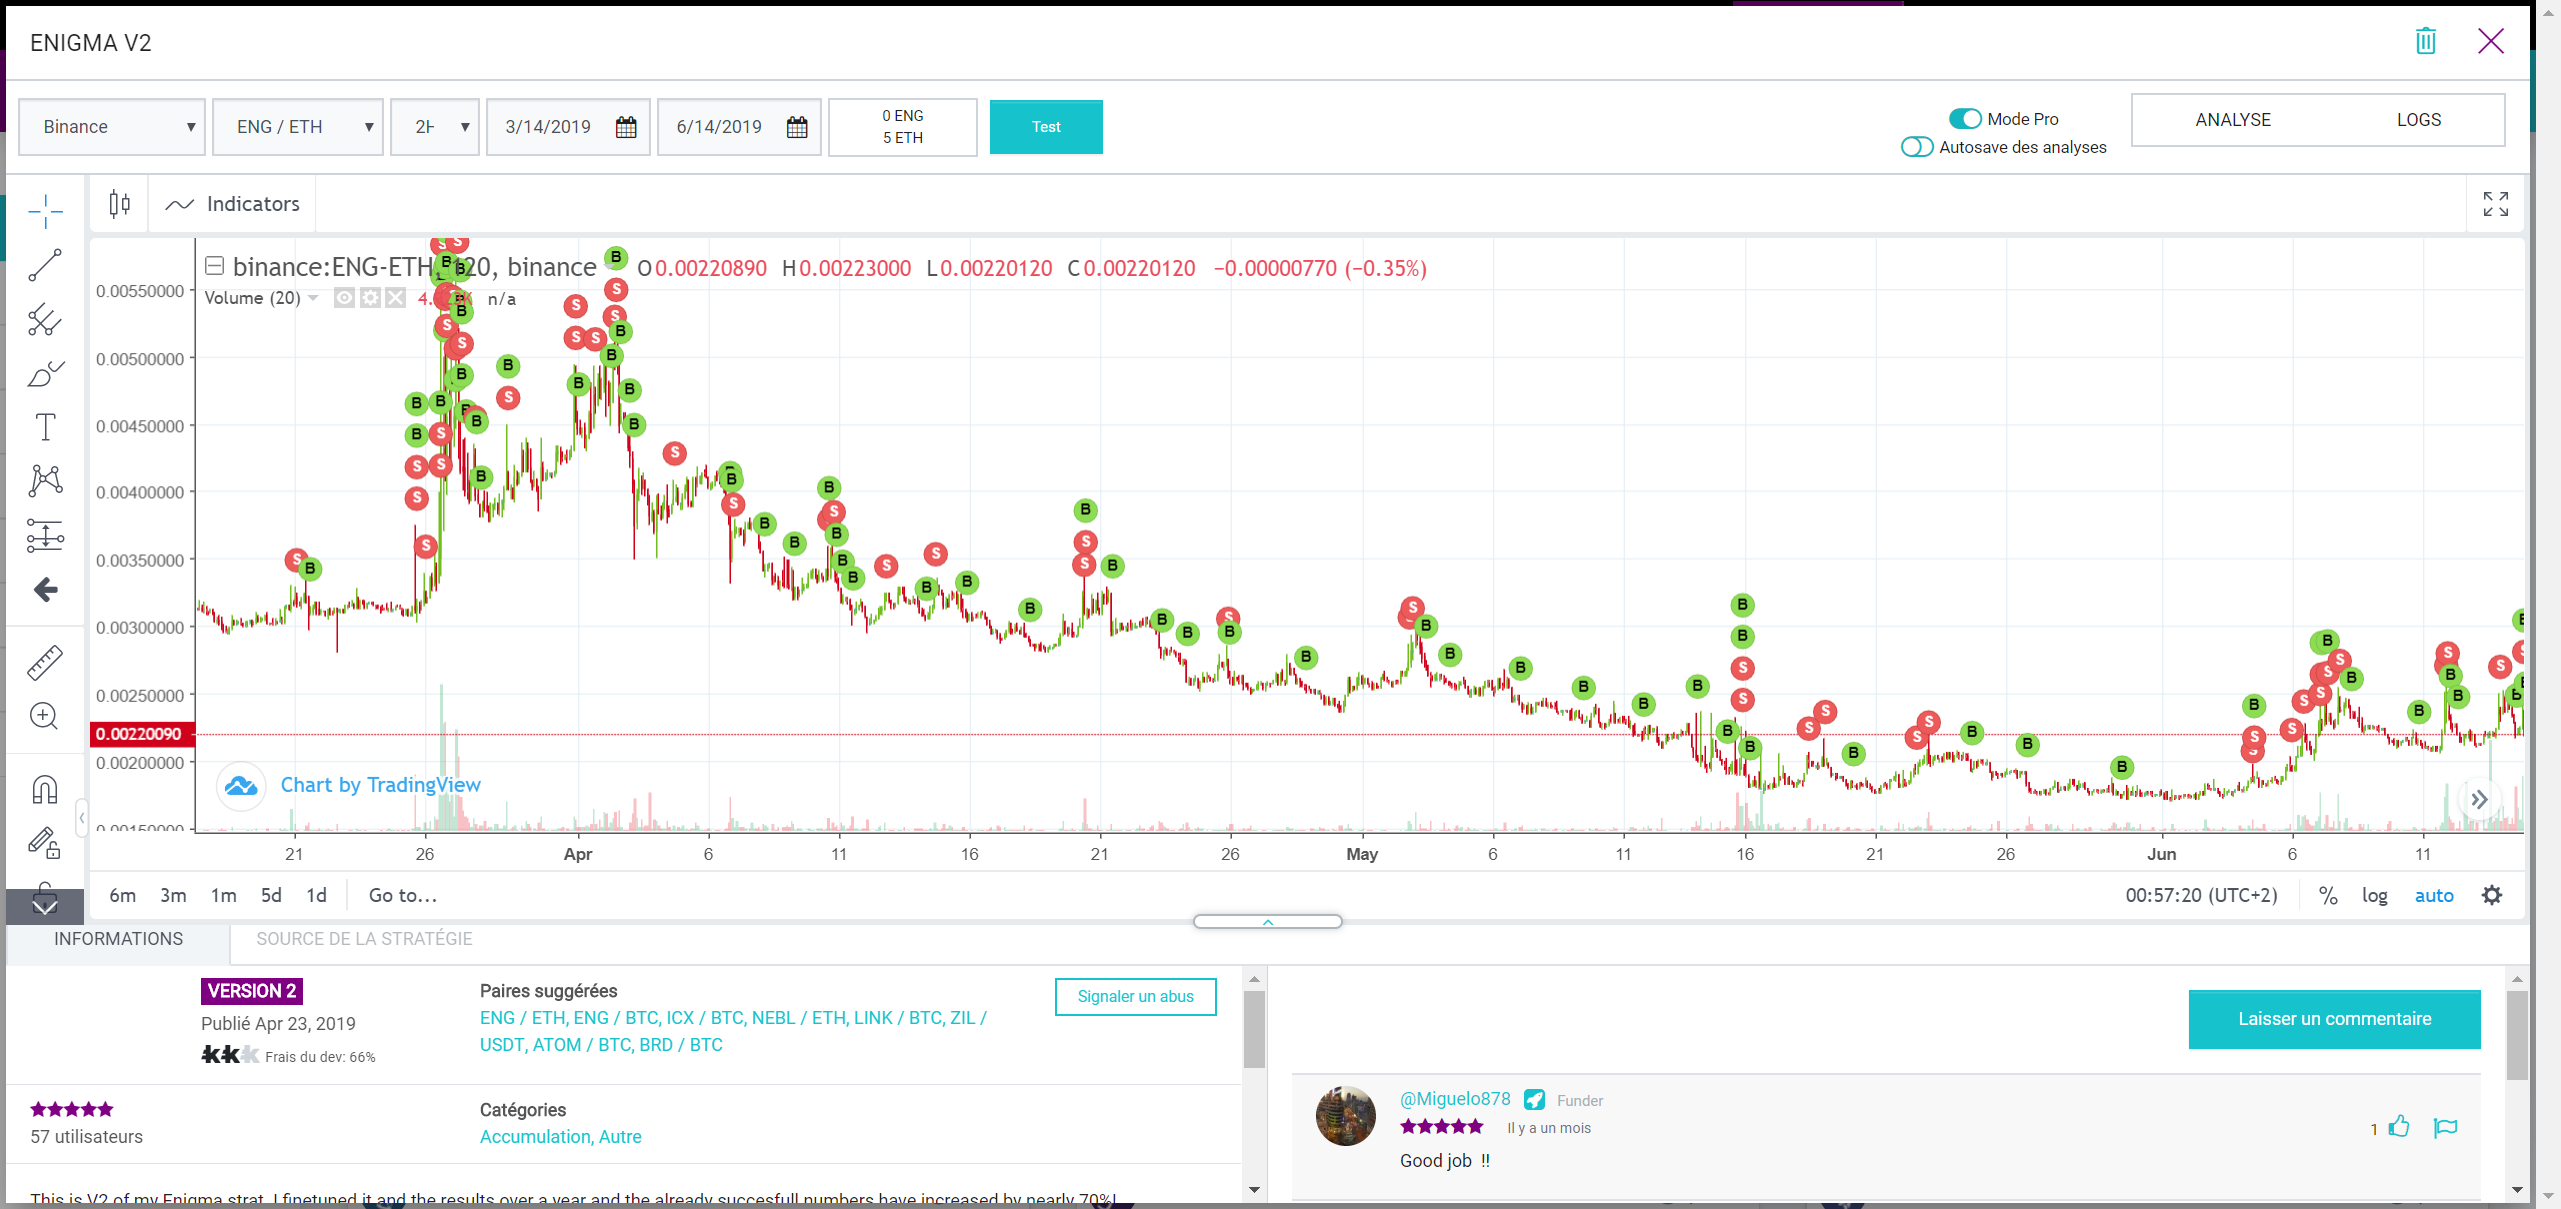 ENIGMA V2
Binance
ENG / ETH
2H
3/14/2019
6/14/2019
0 ENG
5 ETH
Test
Mode Pro
Autosave des analyses
ANALYSE
LOGS
Indicators
binance:ENG-ETH, 120, binance
O0.00220890 H0.00223000 L0.00220120 C0.00220120 −0.00000770 (−0.35%)
Volume (20)
n/a
0.00550000
0.00500000
0.00450000
0.00400000
0.00350000
0.00300000
0.00250000
0.00220090
0.00200000
0.00150000
Chart by TradingView
21 26 Apr 6 11 16 21 26 May 6 11 16 21 26 Jun 6 11
6m 3m 1m 5d 1d Go to...
00:57:20 (UTC+2) % log auto
INFORMATIONS
SOURCE DE LA STRATÉGIE
VERSION 2
Publié Apr 23, 2019
Frais du dev: 66%
Paires suggérées
ENG / ETH, ENG / BTC, ICX / BTC, NEBL / ETH, LINK / BTC, ZIL /
USDT, ATOM / BTC, BRD / BTC
Signaler un abus
57 utilisateurs
Catégories
Accumulation, Autre
This is V2 of my Enigma strat. I finetuned it and the results over a year and the already succesfull numbers have increased by nearly 70%!
Laisser un commentaire
@Miguelo878
Funder
Il y a un mois
1
Good job !!